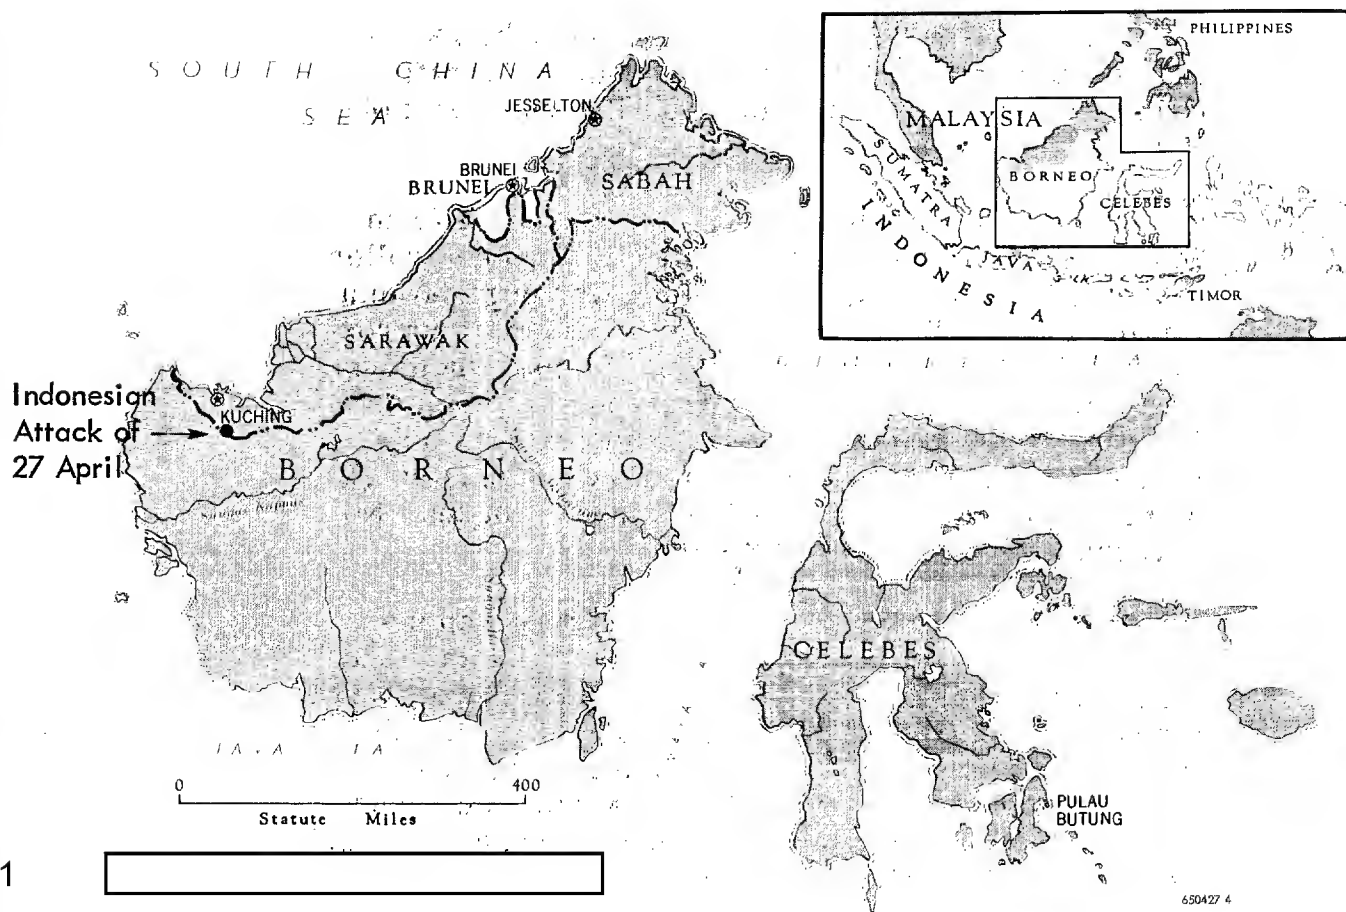 SOUTH CHINA
SEA
JESSELTON
BRUNEI
BRUNEI
SABAH
SARAWAK
Indonesian
Attack of
27 April
KUCHING
BORNEO
0 400
Statute Miles
1
PHILIPPINES
MALAYSIA
SUMATRA
BORNEO
CELEBES
INDONESIA
JAVA
TIMOR
CELEBES
PULAU
BUTUNG
650427 4